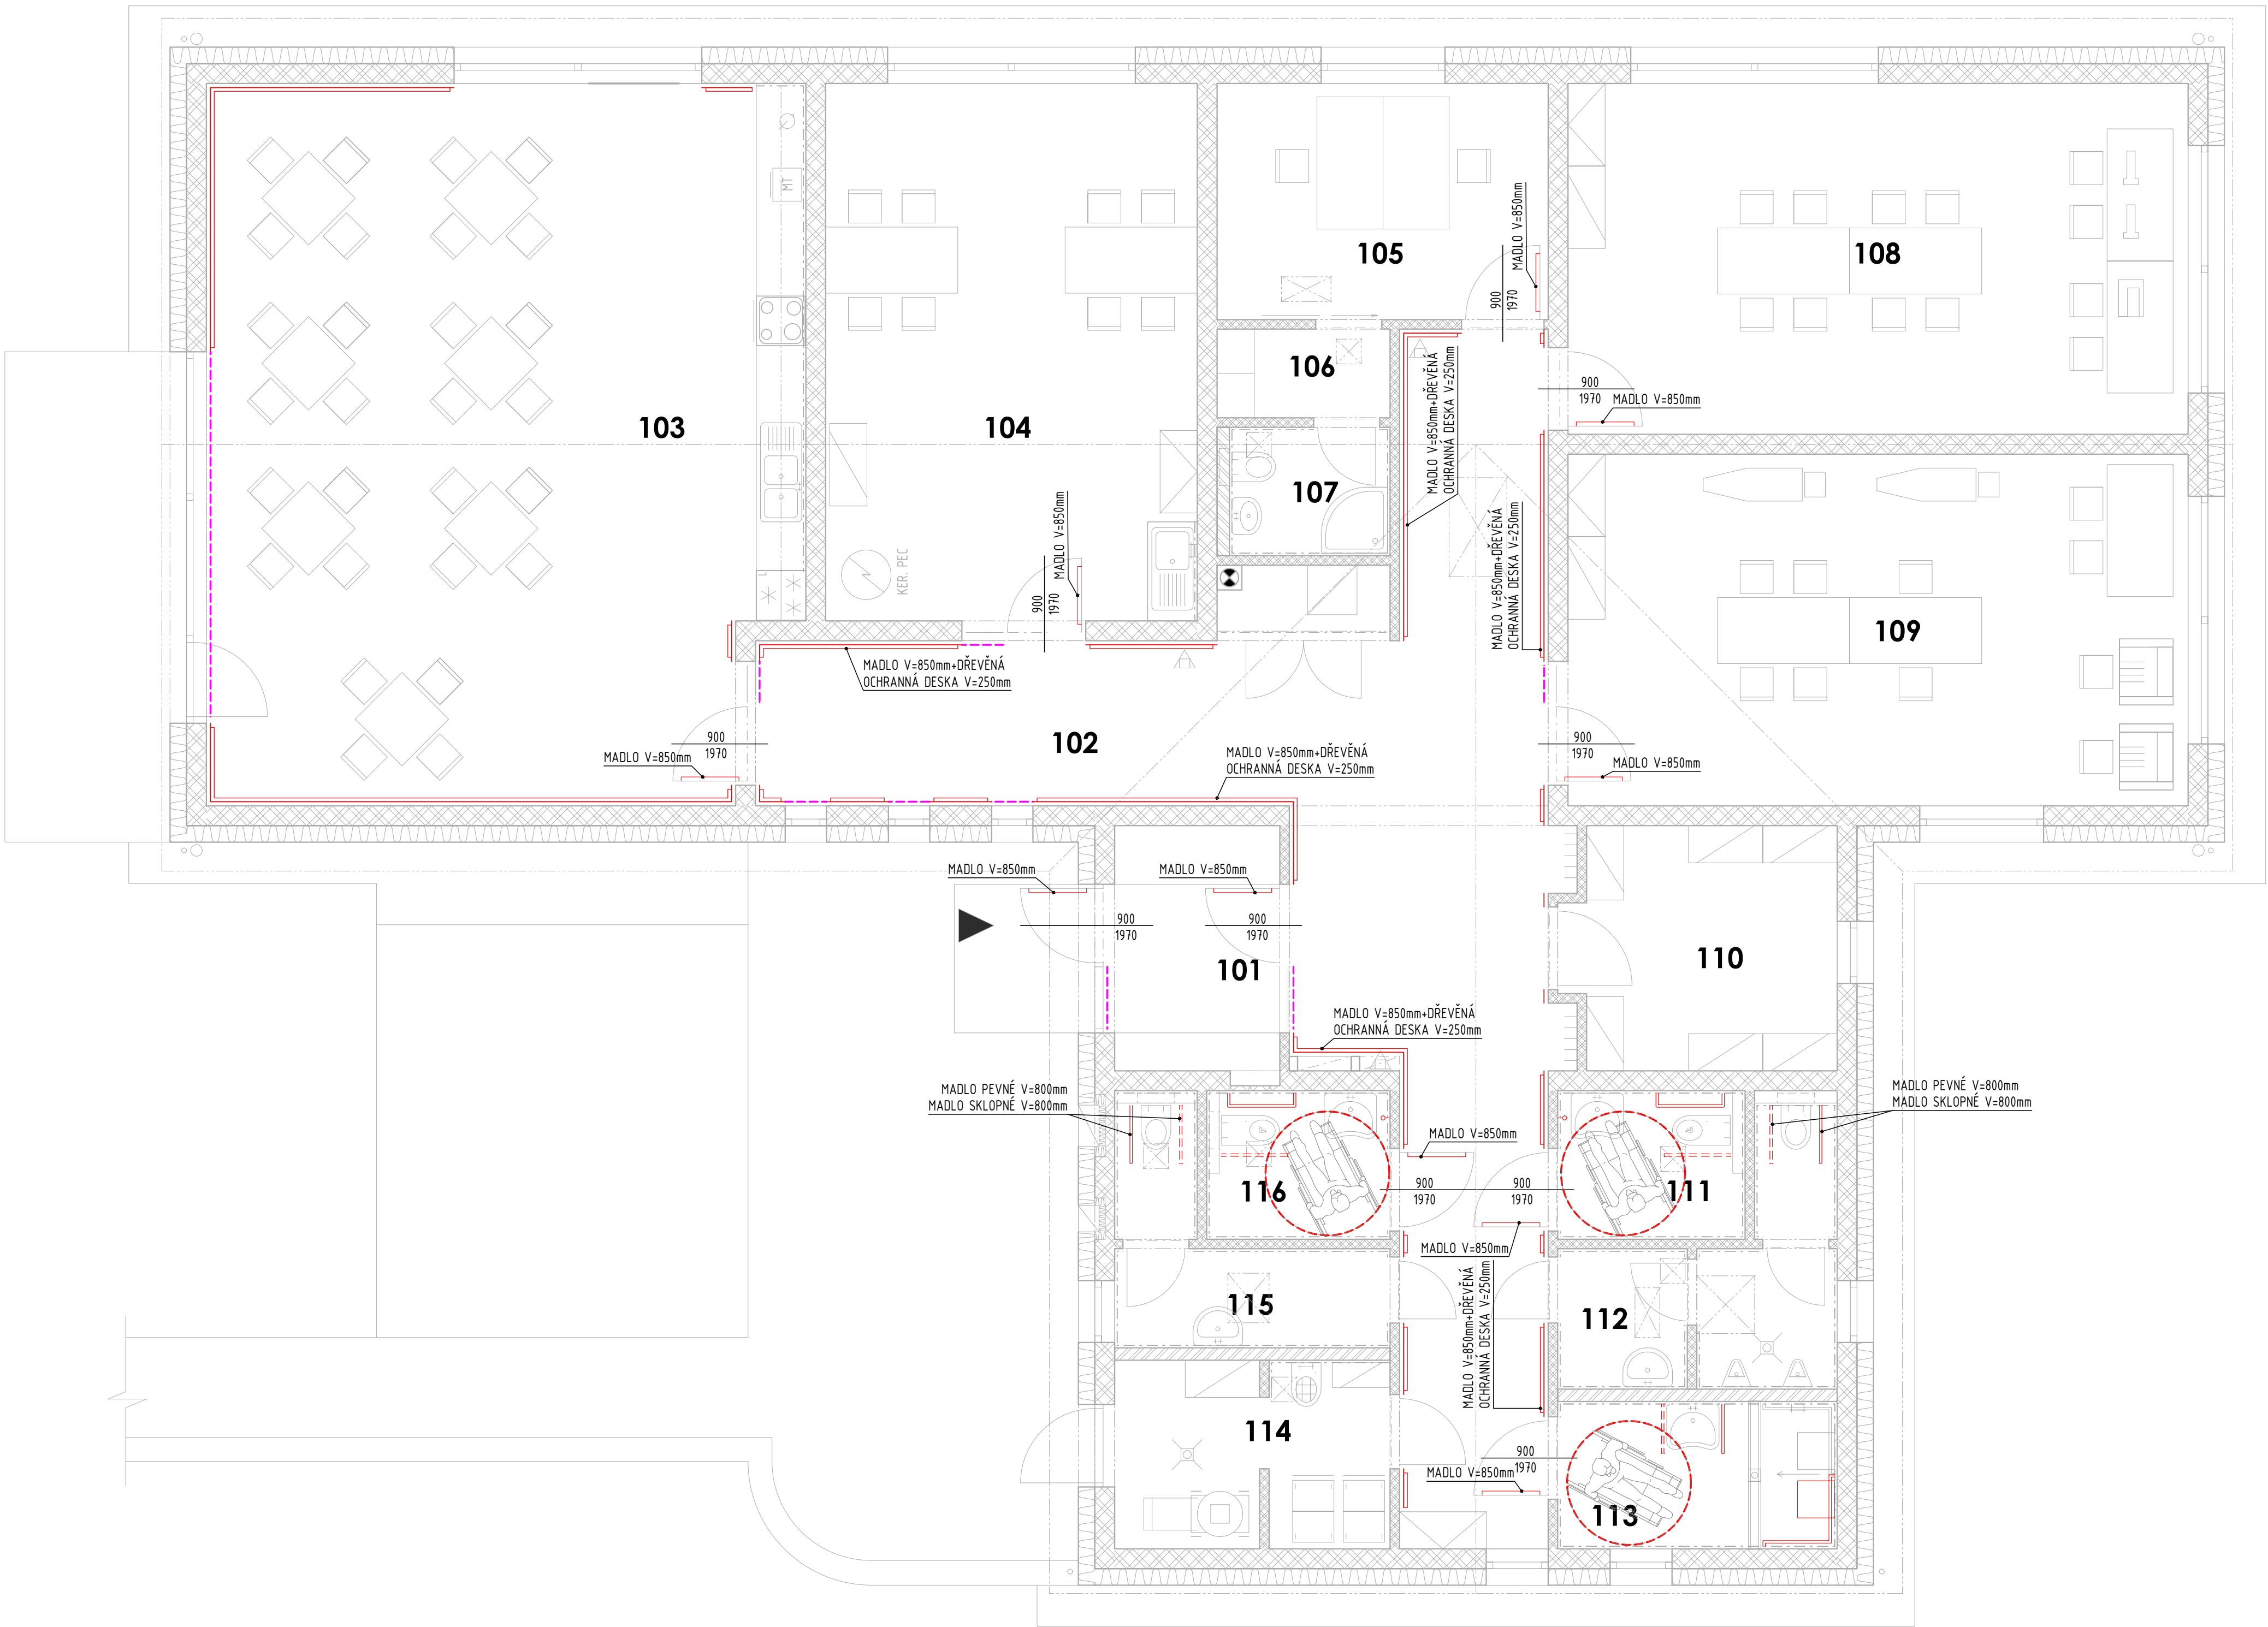 MT
105
108
MADLO V=850mm
900
1970
106
MADLO V=850mm+DŘEVĚNÁ
OCHRANNÁ DESKA V=250mm
900
1970
MADLO V=850mm
103
104
107
MADLO V=850mm
KER. PEC
900
1970
MADLO V=850mm+DŘEVĚNÁ
OCHRANNÁ DESKA V=250mm
L
109
MADLO V=850mm+DŘEVĚNÁ
OCHRANNÁ DESKA V=250mm
102
900
1970
MADLO V=850mm
MADLO V=850mm+DŘEVĚNÁ
OCHRANNÁ DESKA V=250mm
900
1970
MADLO V=850mm
MADLO V=850mm
MADLO V=850mm
900
1970
900
1970
101
110
MADLO V=850mm+DŘEVĚNÁ
OCHRANNÁ DESKA V=250mm
MADLO PEVNÉ V=800mm
MADLO SKLOPNÉ V=800mm
MADLO PEVNÉ V=800mm
MADLO SKLOPNÉ V=800mm
MADLO V=850mm
116
900
1970
900
1970
111
MADLO V=850mm
MADLO V=850mm+DŘEVĚNÁ
OCHRANNÁ DESKA V=250mm
115
112
114
900
1970
MADLO V=850mm
113